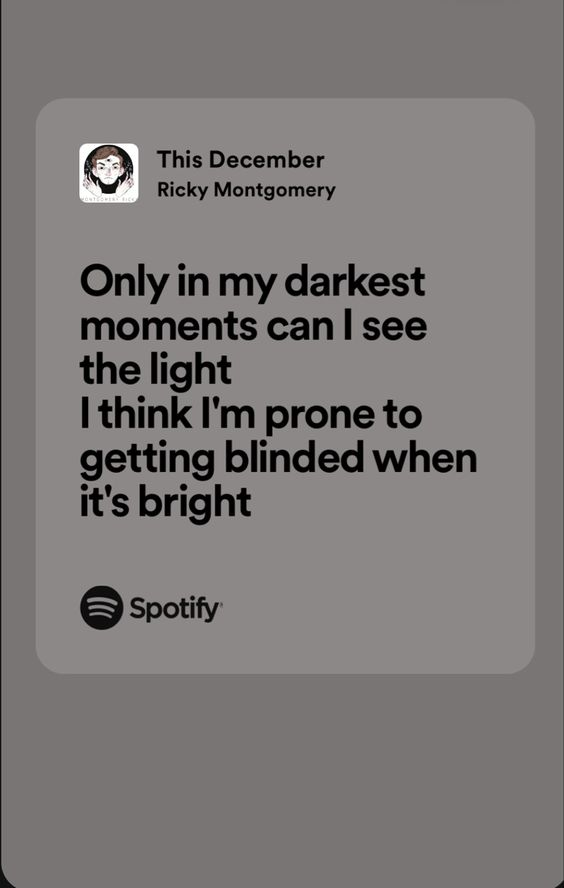 This December
Ricky Montgomery
Only in my darkest
moments can I see
the light
I think I'm prone to
getting blinded when
it's bright
Spotify